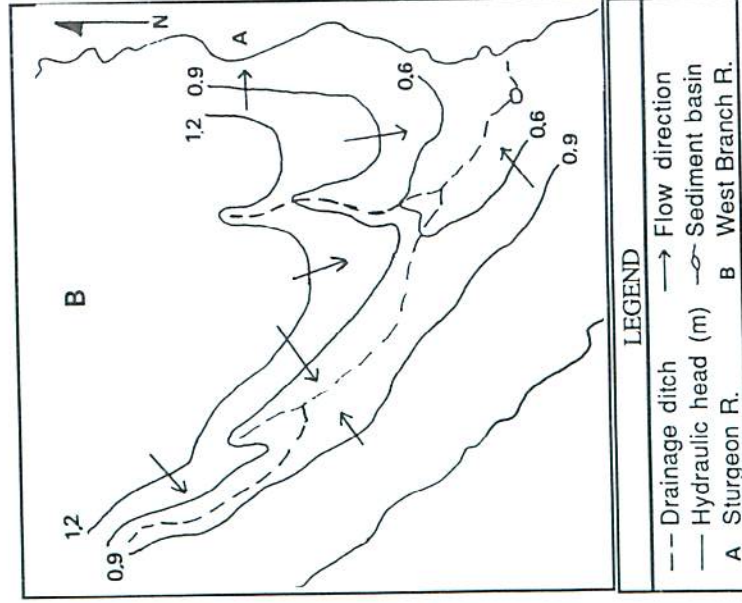 N
A
0.9
1.2
0.6
B
0.6
0.9
1.2
0.9
LEGEND
Drainage ditch
Flow direction
Hydraulic head (m)
Sediment basin
A Sturgeon R.
B West Branch R.